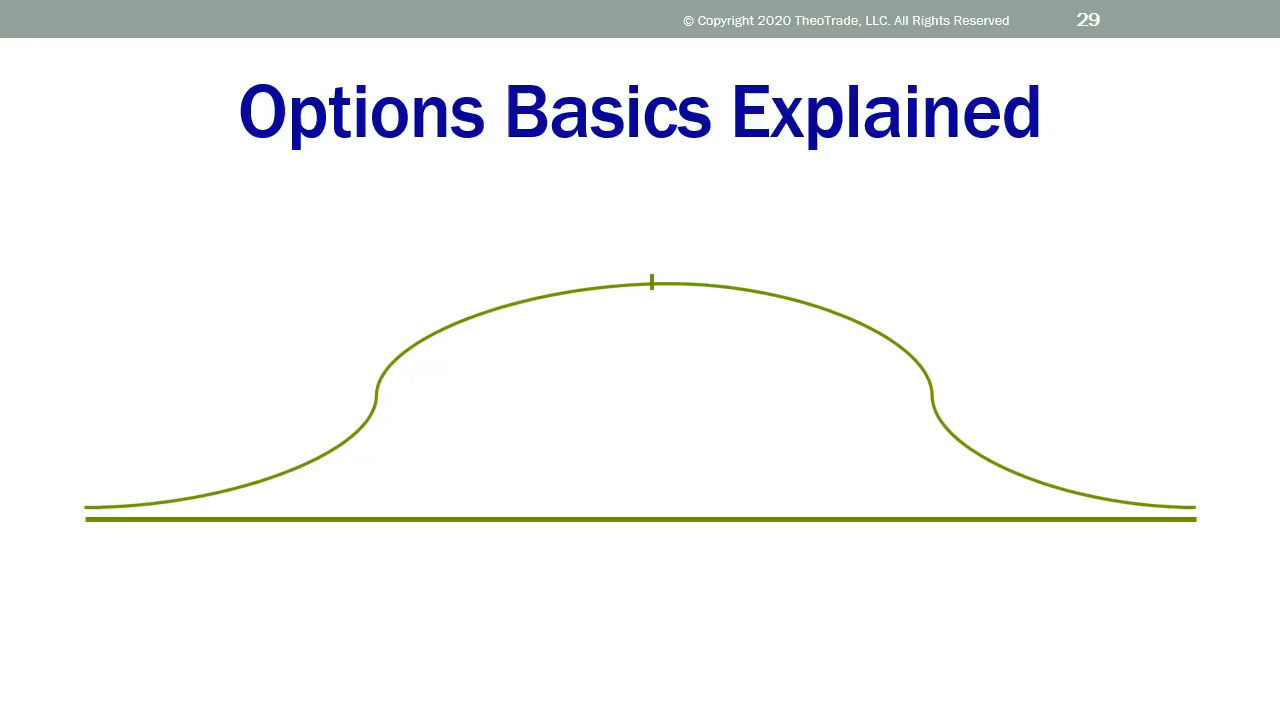 © Copyright 2020 TheoTrade, LLC. All Rights Reserved 29
Options Basics Explained